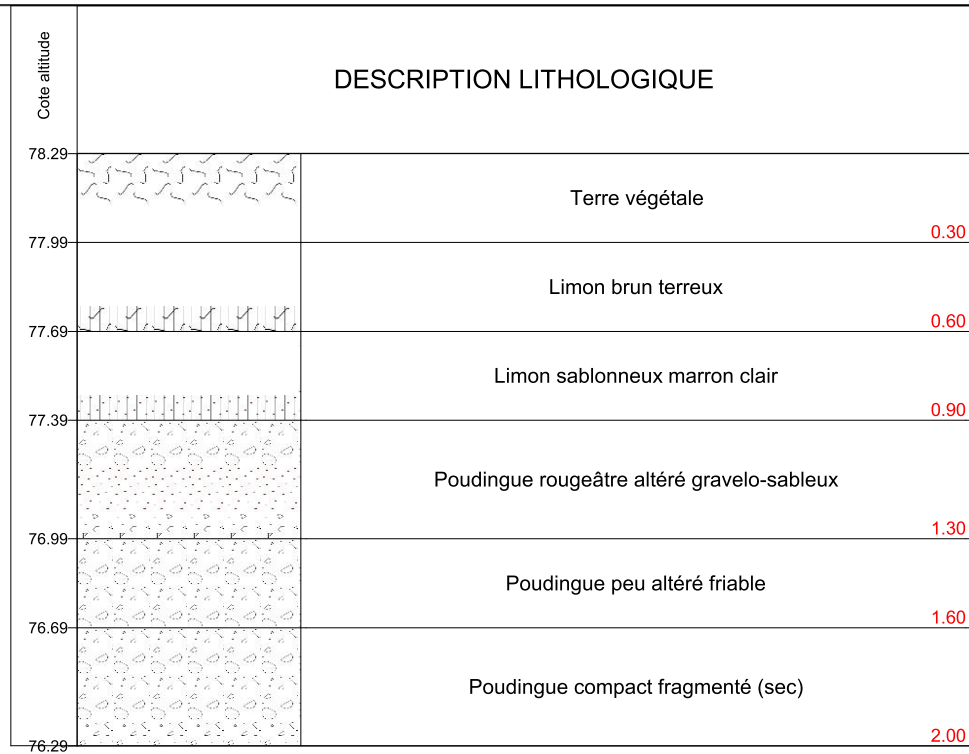 Cote altitude
DESCRIPTION LITHOLOGIQUE
78.29
Terre végétale
0.30
77.99
Limon brun terreux
0.60
77.69
Limon sablonneux marron clair
0.90
77.39
Poudingue rougeâtre altéré gravelo-sableux
1.30
76.99
Poudingue peu altéré friable
1.60
76.69
Poudingue compact fragmenté (sec)
2.00
76.29